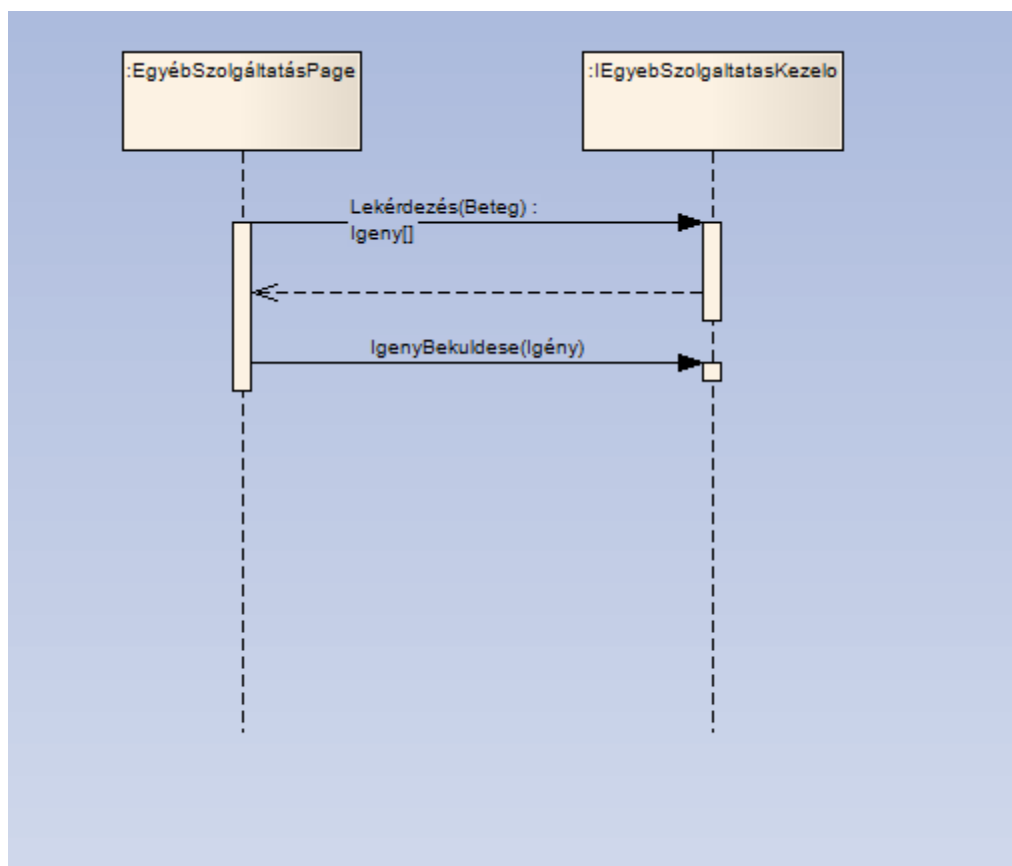 :EgyébSzolgáltatásPage
:IEgyebSzolgaltatasKezelo
Lekérdezés(Beteg) :
Igeny[]
IgenyBekuldese(Igény)